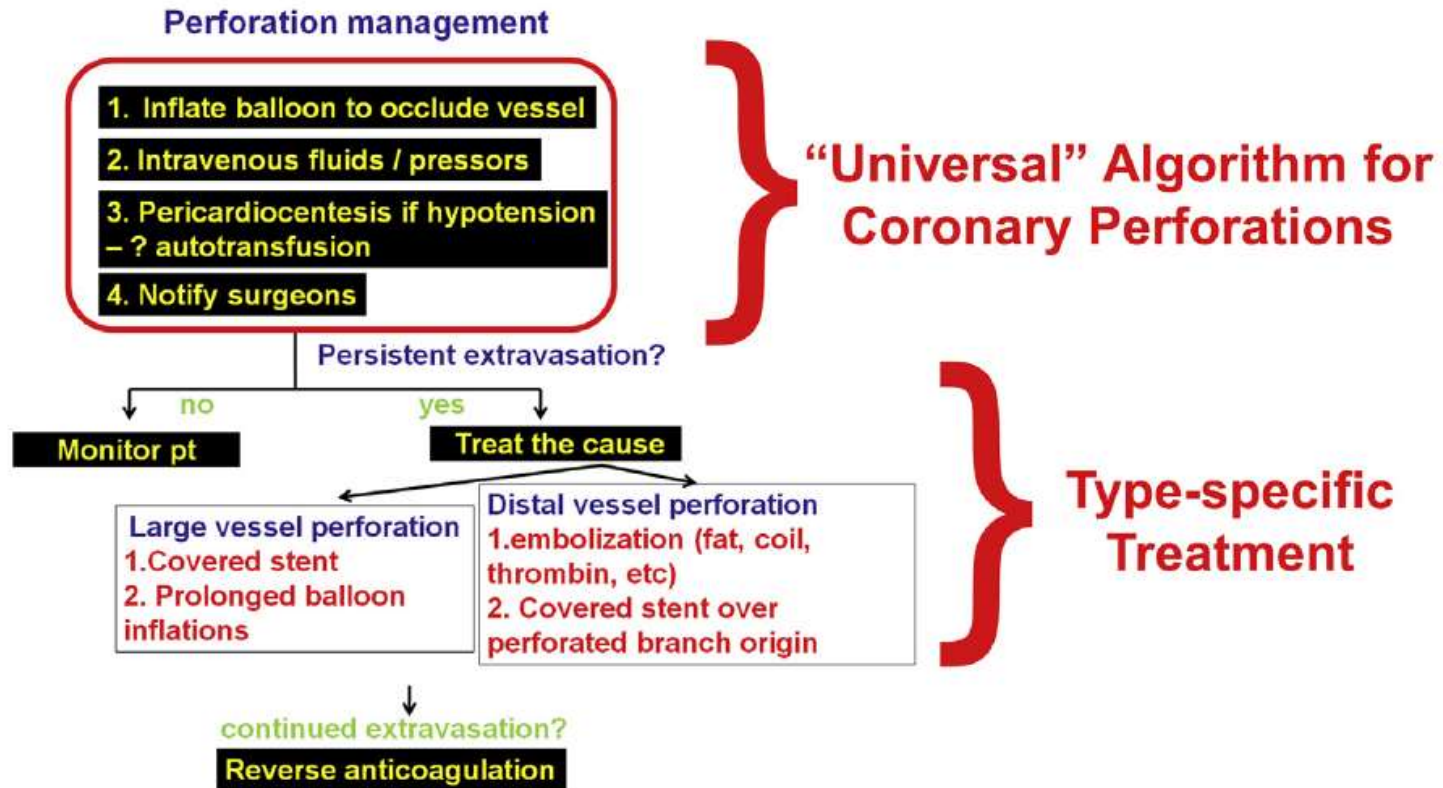 Perforation management
1. Inflate balloon to occlude vessel
2. Intravenous fluids / pressors
3. Pericardiocentesis if hypotension
– ? autotransfusion
4. Notify surgeons
“Universal” Algorithm for
Coronary Perforations
Persistent extravasation?
no
yes
Monitor pt
Treat the cause
Large vessel perforation
1.Covered stent
2. Prolonged balloon
inflations
Distal vessel perforation
1.embolization (fat, coil,
thrombin, etc)
2. Covered stent over
perforated branch origin
Type-specific
Treatment
continued extravasation?
Reverse anticoagulation